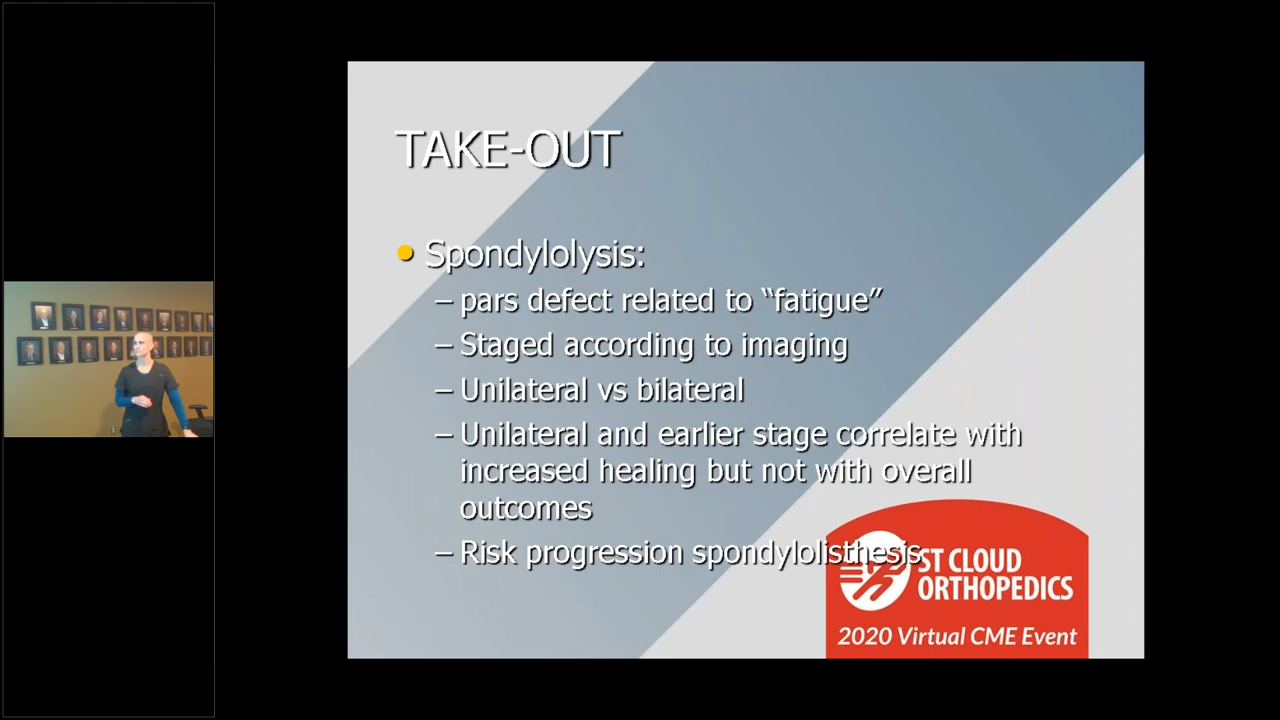 TAKE-OUT
Spondylolysis:
– pars defect related to “fatigue”
– Staged according to imaging
– Unilateral vs bilateral
– Unilateral and earlier stage correlate with
increased healing but not with overall
outcomes
– Risk progression spondylolisthesis
ST CLOUD
ORTHOPEDICS
2020 Virtual CME Event